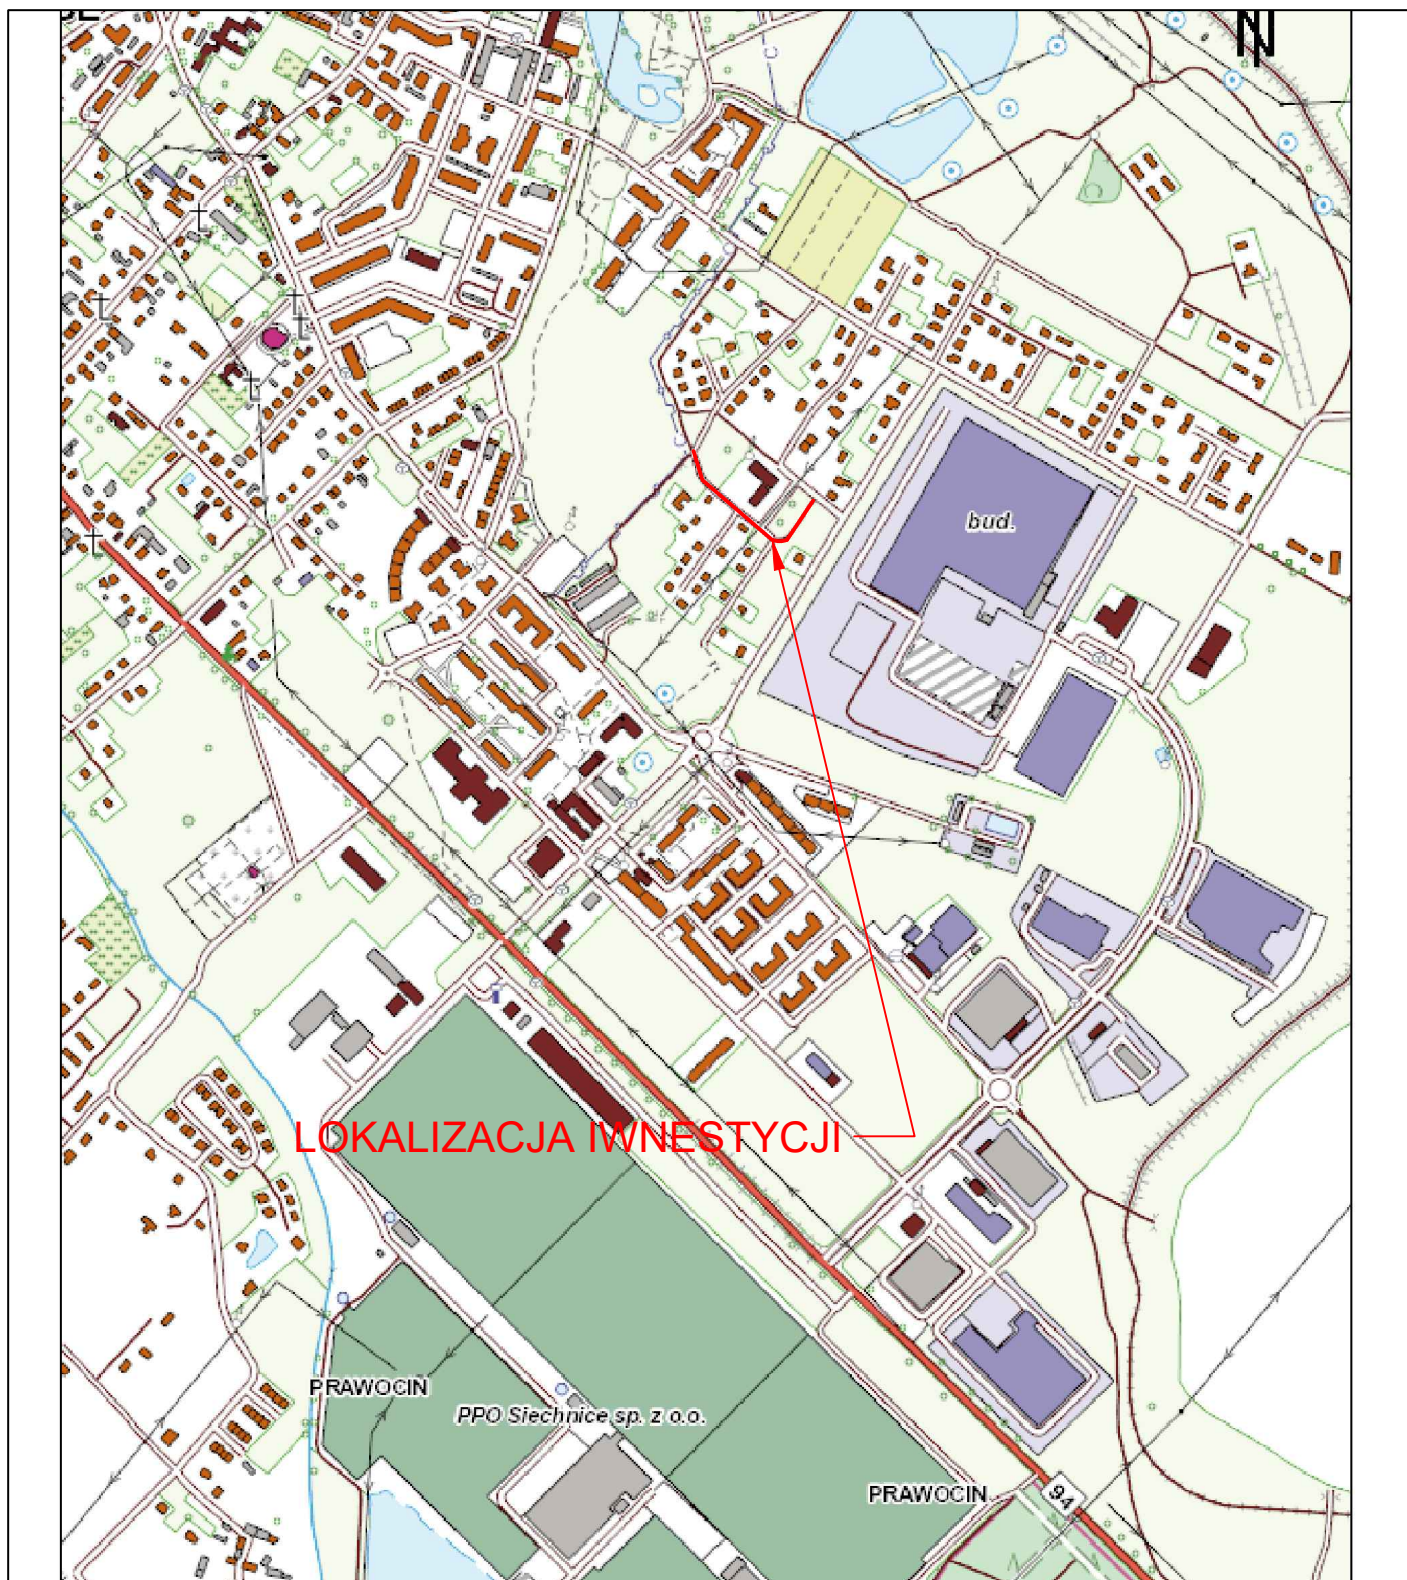 N
bud.
LOKALIZACJA IWNESTYCJI
PRAWOCIN
PPO Siechnice sp. z o.o.
PRAWOCIN
94